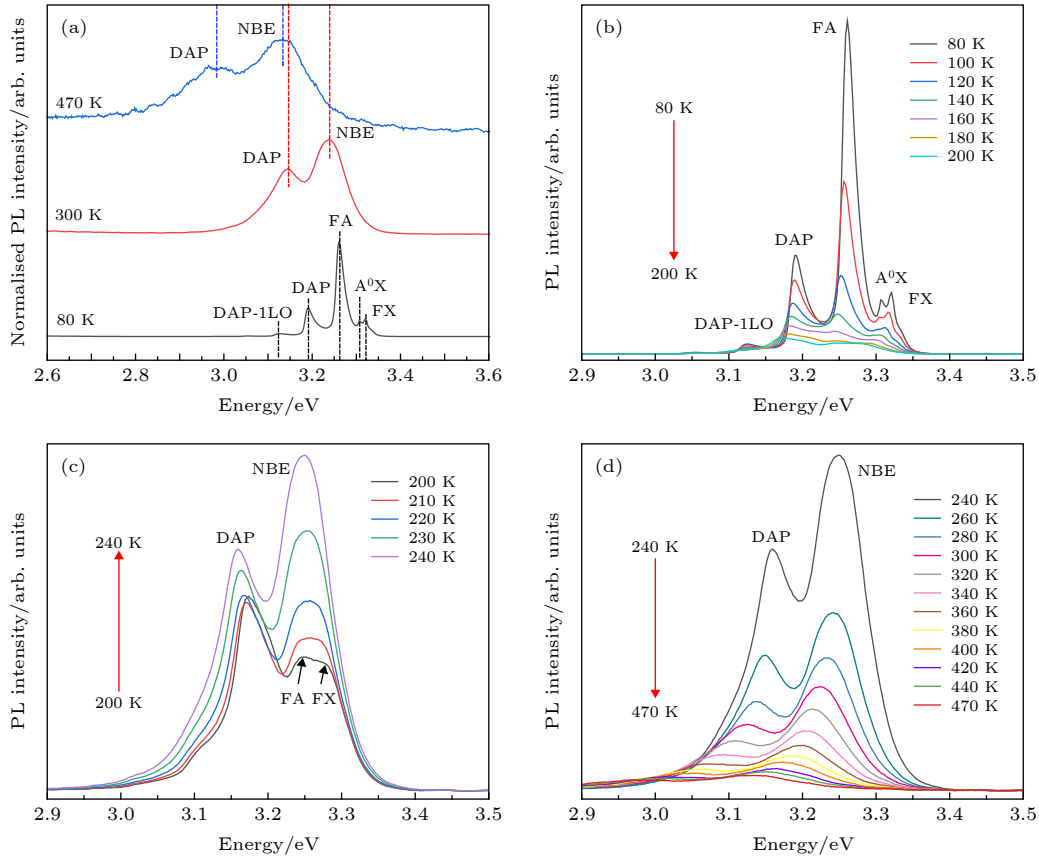 (a)
NBE
DAP
470 K
NBE
DAP
300 K
FA
A⁰X
DAP
FX
DAP-1LO
80 K
2.6 2.8 3.0 3.2 3.4 3.6
Energy/eV
Normalised PL intensity/arb. units
(b)
FA
80 K
100 K
120 K
140 K
160 K
180 K
200 K
80 K
200 K
DAP
A⁰X
FX
DAP-1LO
2.9 3.0 3.1 3.2 3.3 3.4 3.5
Energy/eV
PL intensity/arb. units
(c)
NBE
200 K
210 K
220 K
230 K
240 K
240 K
DAP
200 K
FA FX
2.9 3.0 3.1 3.2 3.3 3.4 3.5
Energy/eV
PL intensity/arb. units
(d)
NBE
240 K
260 K
280 K
300 K
320 K
340 K
360 K
380 K
400 K
420 K
440 K
470 K
DAP
240 K
470 K
2.9 3.0 3.1 3.2 3.3 3.4 3.5
Energy/eV
PL intensity/arb. units